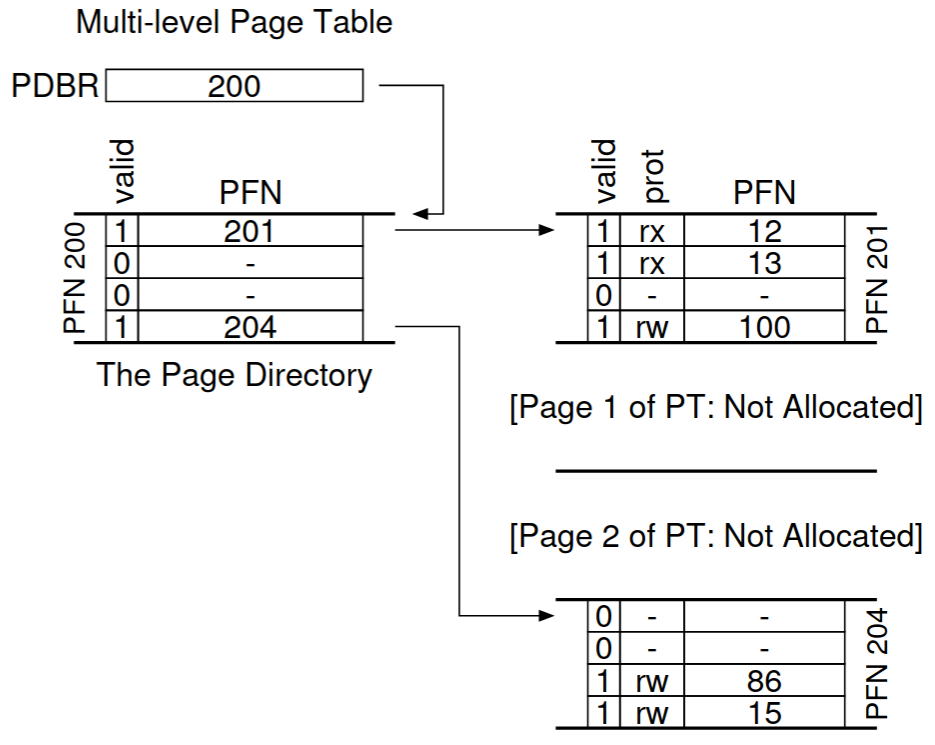 Multi-level Page Table
PDBR 200
valid PFN
PFN 200
1 201
0 -
0 -
1 204
The Page Directory
valid prot PFN
1 rx 12
1 rx 13
0 - -
1 rw 100
PFN 201
[Page 1 of PT: Not Allocated]
[Page 2 of PT: Not Allocated]
0 - -
0 - -
1 rw 86
1 rw 15
PFN 204